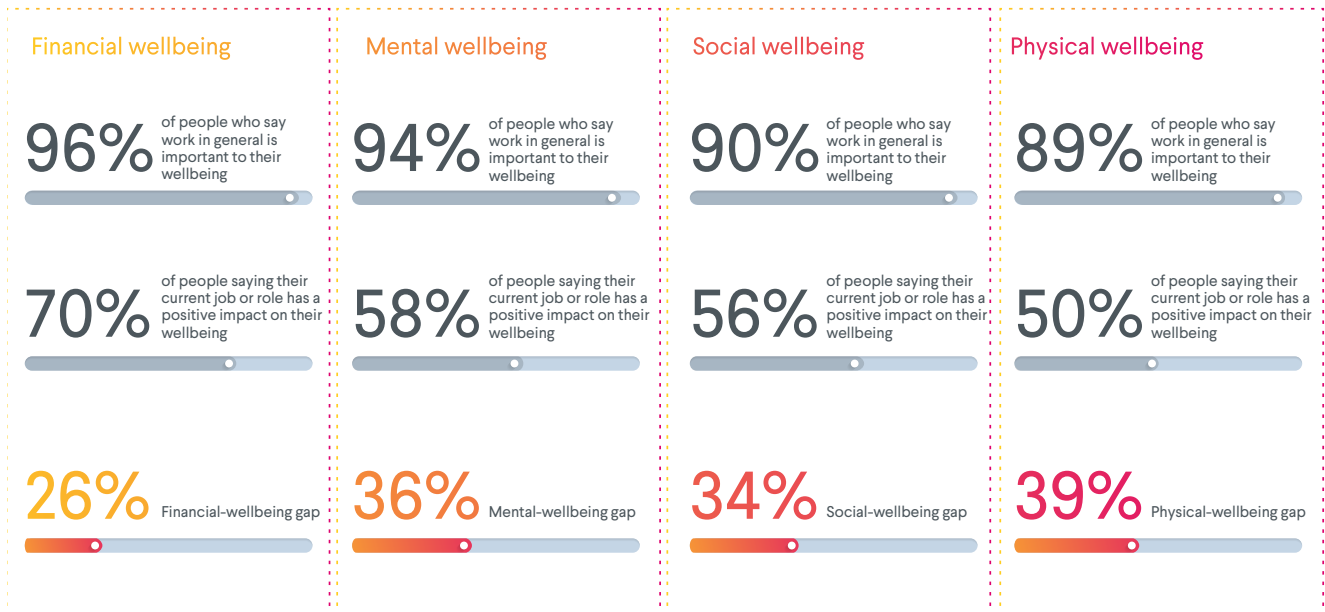 Financial wellbeing
96%
of people who say
work in general is
important to their
wellbeing
70%
of people saying their
current job or role has a
positive impact on their
wellbeing
26%
Financial-wellbeing gap
Mental wellbeing
94%
of people who say
work in general is
important to their
wellbeing
58%
of people saying their
current job or role has a
positive impact on their
wellbeing
36%
Mental-wellbeing gap
Social wellbeing
90%
of people who say
work in general is
important to their
wellbeing
56%
of people saying their
current job or role has a
positive impact on their
wellbeing
34%
Social-wellbeing gap
Physical wellbeing
89%
of people who say
work in general is
important to their
wellbeing
50%
of people saying their
current job or role has a
positive impact on their
wellbeing
39%
Physical-wellbeing gap